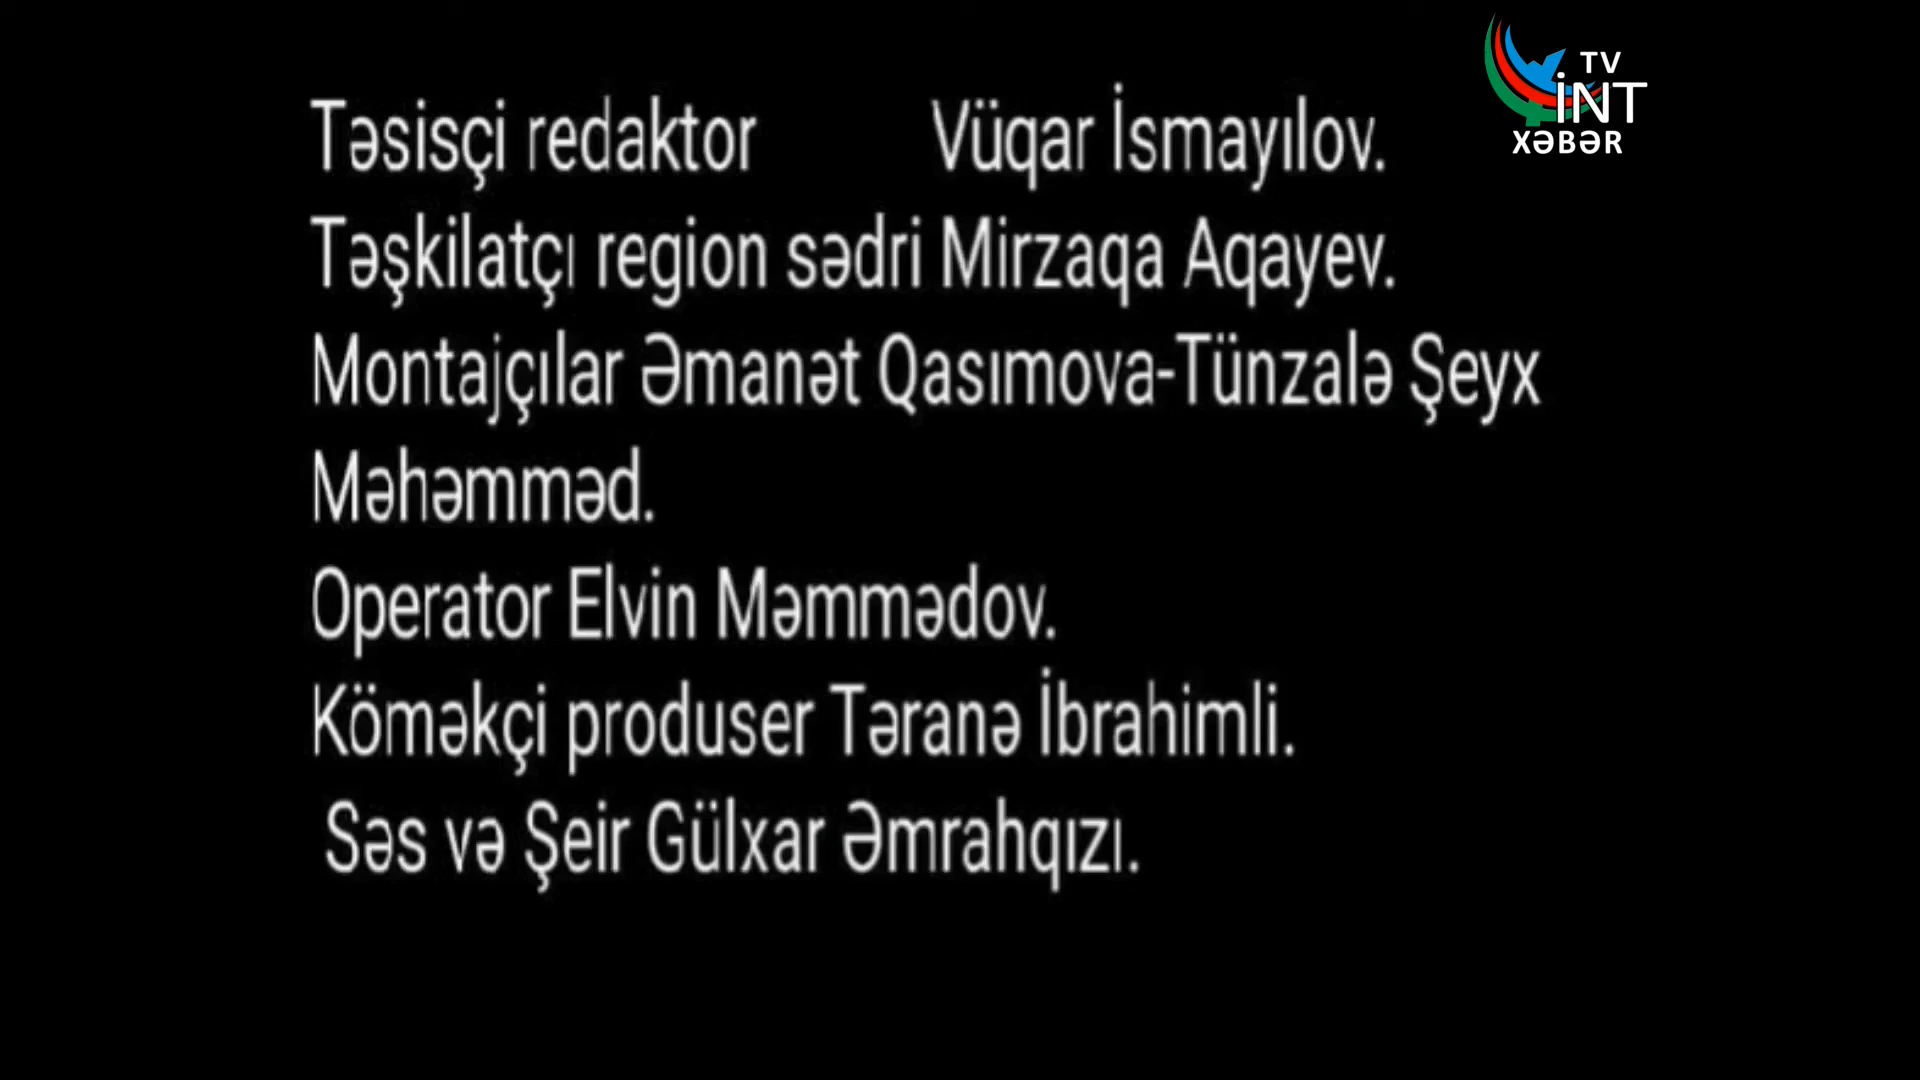 TV
İNT
XƏBƏR
Təsisçi redaktor Vüqar İsmayılov.
Təşkilatçı region sədri Mirzaqa Aqayev.
Montajçılar Əmanət Qasımova-Tünzalə Şeyx
Məhəmməd.
Operator Elvin Məmmədov.
Köməkçi produser Təranə İbrahimli.
Səs və Şeir Gülxar Əmrahqızı.